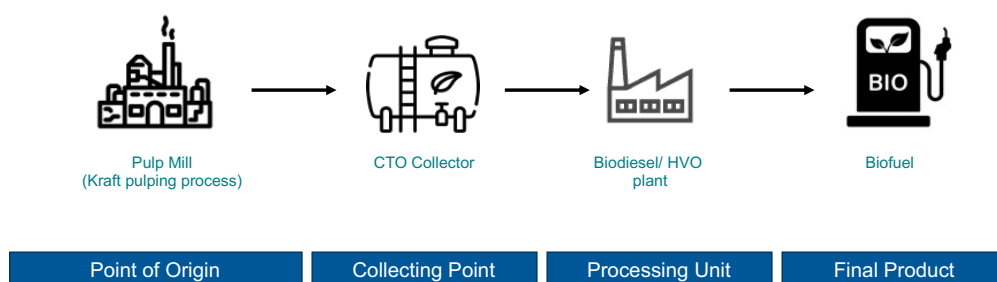 BIO
Pulp Mill
(Kraft pulping process)
CTO Collector
Biodiesel/ HVO
plant
Biofuel
Point of Origin
Collecting Point
Processing Unit
Final Product